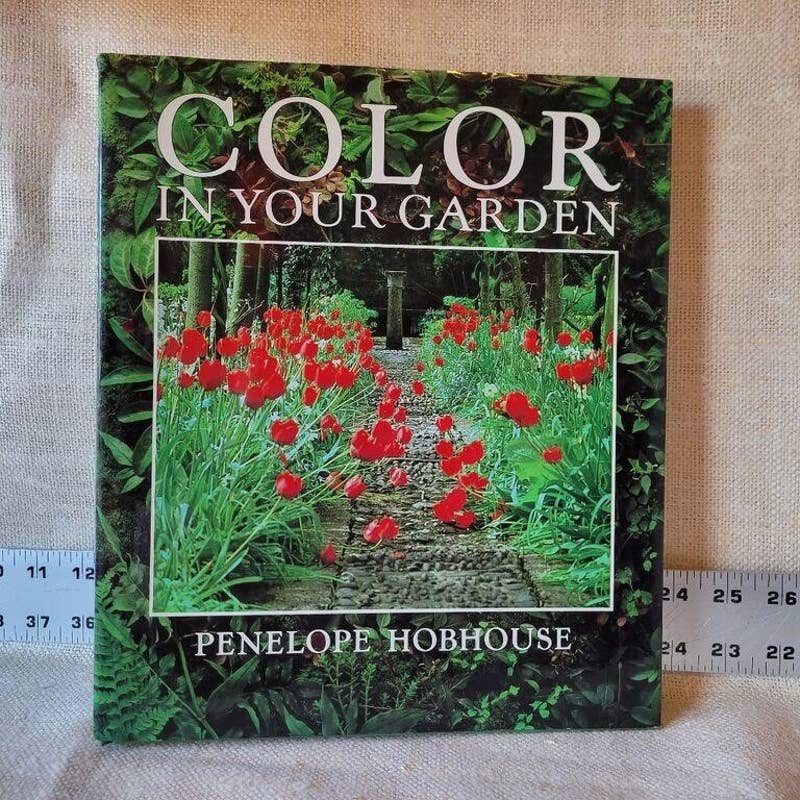 COLOR
IN YOUR GARDEN
PENELOPE HOBHOUSE
11 12
37 36
24 25 26
24 23 22